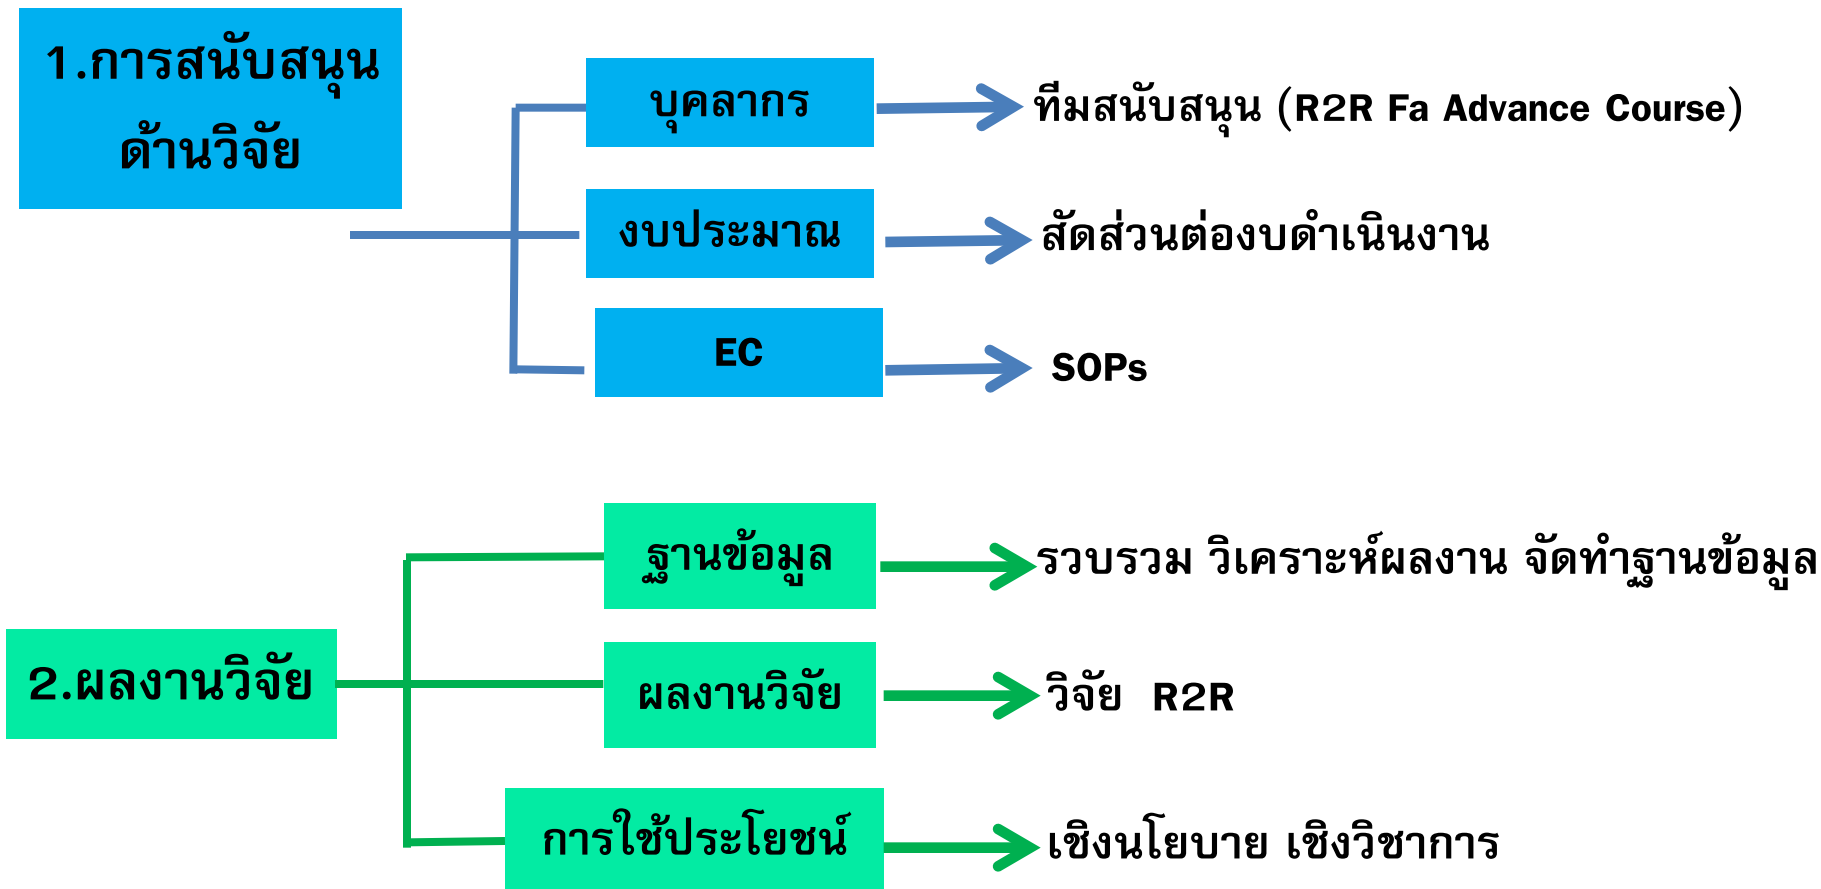 1.การสนับสนุน
ด้านวิจัย
บุคลากร
ทีมสนับสนุน (R2R Fa Advance Course)
งบประมาณ
สัดส่วนต่องบดำเนินงาน
EC
SOPs
2.ผลงานวิจัย
ฐานข้อมูล
รวบรวม วิเคราะห์ผลงาน จัดทำฐานข้อมูล
ผลงานวิจัย
วิจัย R2R
การใช้ประโยชน์
เชิงนโยบาย เชิงวิชาการ